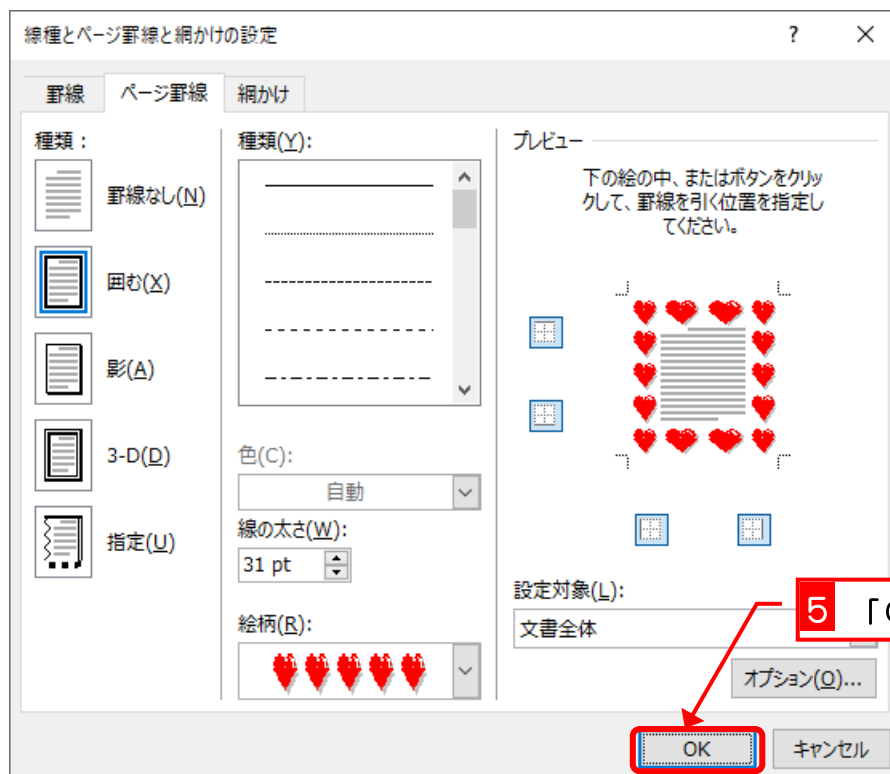 線種とページ罫線と網かけの設定
?
罫線
ページ罫線
網かけ
種類：
罫線なし(N)
囲む(X)
影(A)
3-D(D)
指定(U)
種類(Y):
色(C):
自動
線の太さ(W):
31 pt
絵柄(R):
プレビュー
下の絵の中、またはボタンをクリッ
クして、罫線を引く位置を指定し
てください。
設定対象(L):
文書全体
5 「
オプション(O)...
OK
キャンセル